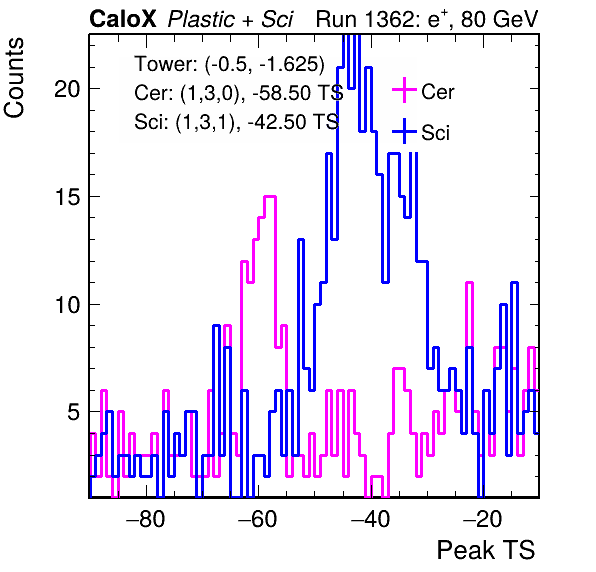 CaloX Plastic + Sci Run 1362: e+, 80 GeV
Counts
Tower: (-0.5, -1.625)
Cer: (1,3,0), -58.50 TS
Sci: (1,3,1), -42.50 TS
Cer
Sci
20
15
10
5
−80 −60 −40 −20
Peak TS